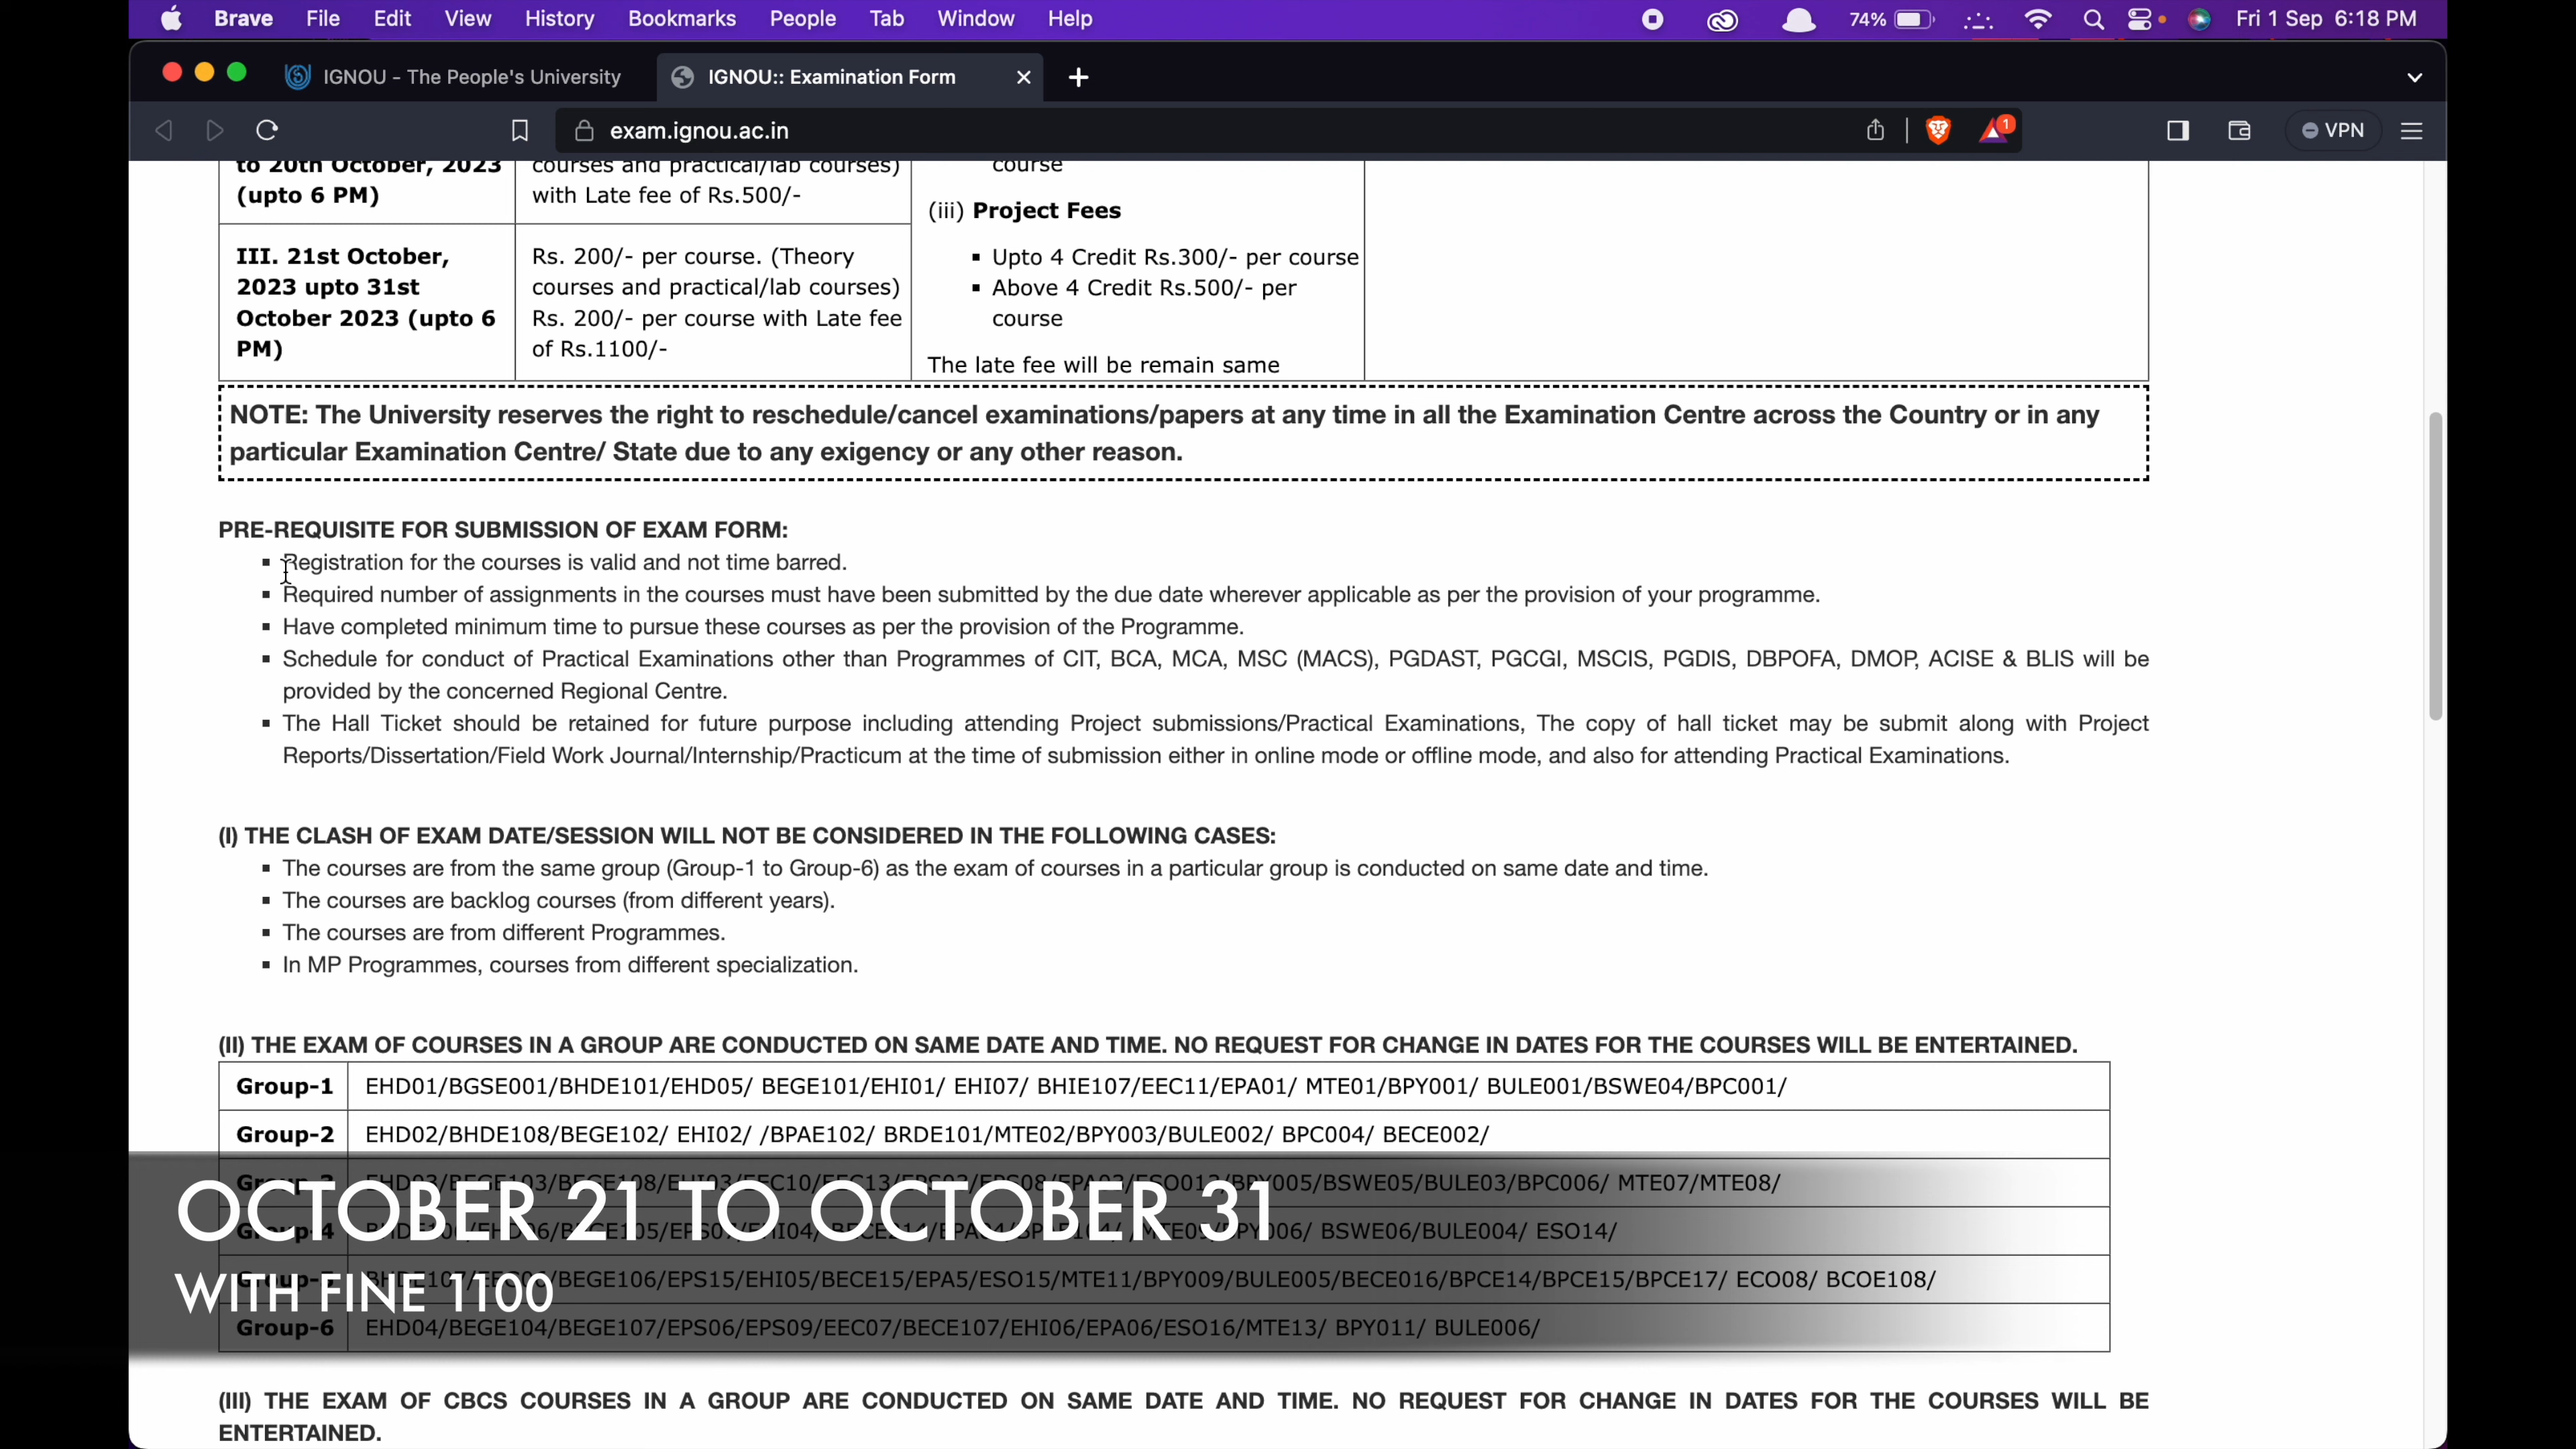 Brave File Edit View History Bookmarks People Tab Window Help 74% Fri 1 Sep 6:18 PM
IGNOU - The People's University IGNOU:: Examination Form
exam.ignou.ac.in 1 VPN
to 20th October, 2023
(upto 6 PM)
courses and practical/lab courses)
with Late fee of Rs.500/-
III. 21st October,
2023 upto 31st
October 2023 (upto 6
PM)
Rs. 200/- per course. (Theory
courses and practical/lab courses)
Rs. 200/- per course with Late fee
of Rs.1100/-
course
(iii) Project Fees
▪ Upto 4 Credit Rs.300/- per course
▪ Above 4 Credit Rs.500/- per
course
The late fee will be remain same
NOTE: The University reserves the right to reschedule/cancel examinations/papers at any time in all the Examination Centre across the Country or in any
particular Examination Centre/ State due to any exigency or any other reason.
PRE-REQUISITE FOR SUBMISSION OF EXAM FORM:
▪ Registration for the courses is valid and not time barred.
▪ Required number of assignments in the courses must have been submitted by the due date wherever applicable as per the provision of your programme.
▪ Have completed minimum time to pursue these courses as per the provision of the Programme.
▪ Schedule for conduct of Practical Examinations other than Programmes of CIT, BCA, MCA, MSC (MACS), PGDAST, PGCGI, MSCIS, PGDIS, DBPOFA, DMOP, ACISE & BLIS will be
provided by the concerned Regional Centre.
▪ The Hall Ticket should be retained for future purpose including attending Project submissions/Practical Examinations, The copy of hall ticket may be submit along with Project
Reports/Dissertation/Field Work Journal/Internship/Practicum at the time of submission either in online mode or offline mode, and also for attending Practical Examinations.
(I) THE CLASH OF EXAM DATE/SESSION WILL NOT BE CONSIDERED IN THE FOLLOWING CASES:
▪ The courses are from the same group (Group-1 to Group-6) as the exam of courses in a particular group is conducted on same date and time.
▪ The courses are backlog courses (from different years).
▪ The courses are from different Programmes.
▪ In MP Programmes, courses from different specialization.
(II) THE EXAM OF COURSES IN A GROUP ARE CONDUCTED ON SAME DATE AND TIME. NO REQUEST FOR CHANGE IN DATES FOR THE COURSES WILL BE ENTERTAINED.
Group-1 EHD01/BGSE001/BHDE101/EHD05/ BEGE101/EHI01/ EHI07/ BHIE107/EEC11/EPA01/ MTE01/BPY001/ BULE001/BSWE04/BPC001/
Group-2 EHD02/BHDE108/BEGE102/ EHI02/ /BPAE102/ BRDE101/MTE02/BPY003/BULE002/ BPC004/ BECE002/
/BSWE05/BULE03/BPC006/ MTE07/MTE08/
OCTOBER 21 TO OCTOBER 31
BSWE06/BULE004/ ESO14/
/BEGE106/EPS15/EHI05/BECE15/EPA5/ESO15/MTE11/BPY009/BULE005/BECE016/BPCE14/BPCE15/BPCE17/ ECO08/ BCOE108/
WITH FINE 1100
Group-6 EHD04/BEGE104/BEGE107/EPS06/EPS09/EEC07/BECE107/EHI06/EPA06/ESO16/MTE13/ BPY011/ BULE006/
(III) THE EXAM OF CBCS COURSES IN A GROUP ARE CONDUCTED ON SAME DATE AND TIME. NO REQUEST FOR CHANGE IN DATES FOR THE COURSES WILL BE
ENTERTAINED.